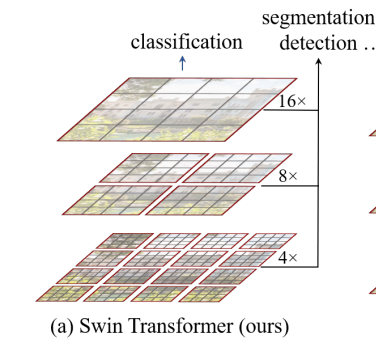 segmentation
classification
detection ...
16×
8×
4×
(a) Swin Transformer (ours)